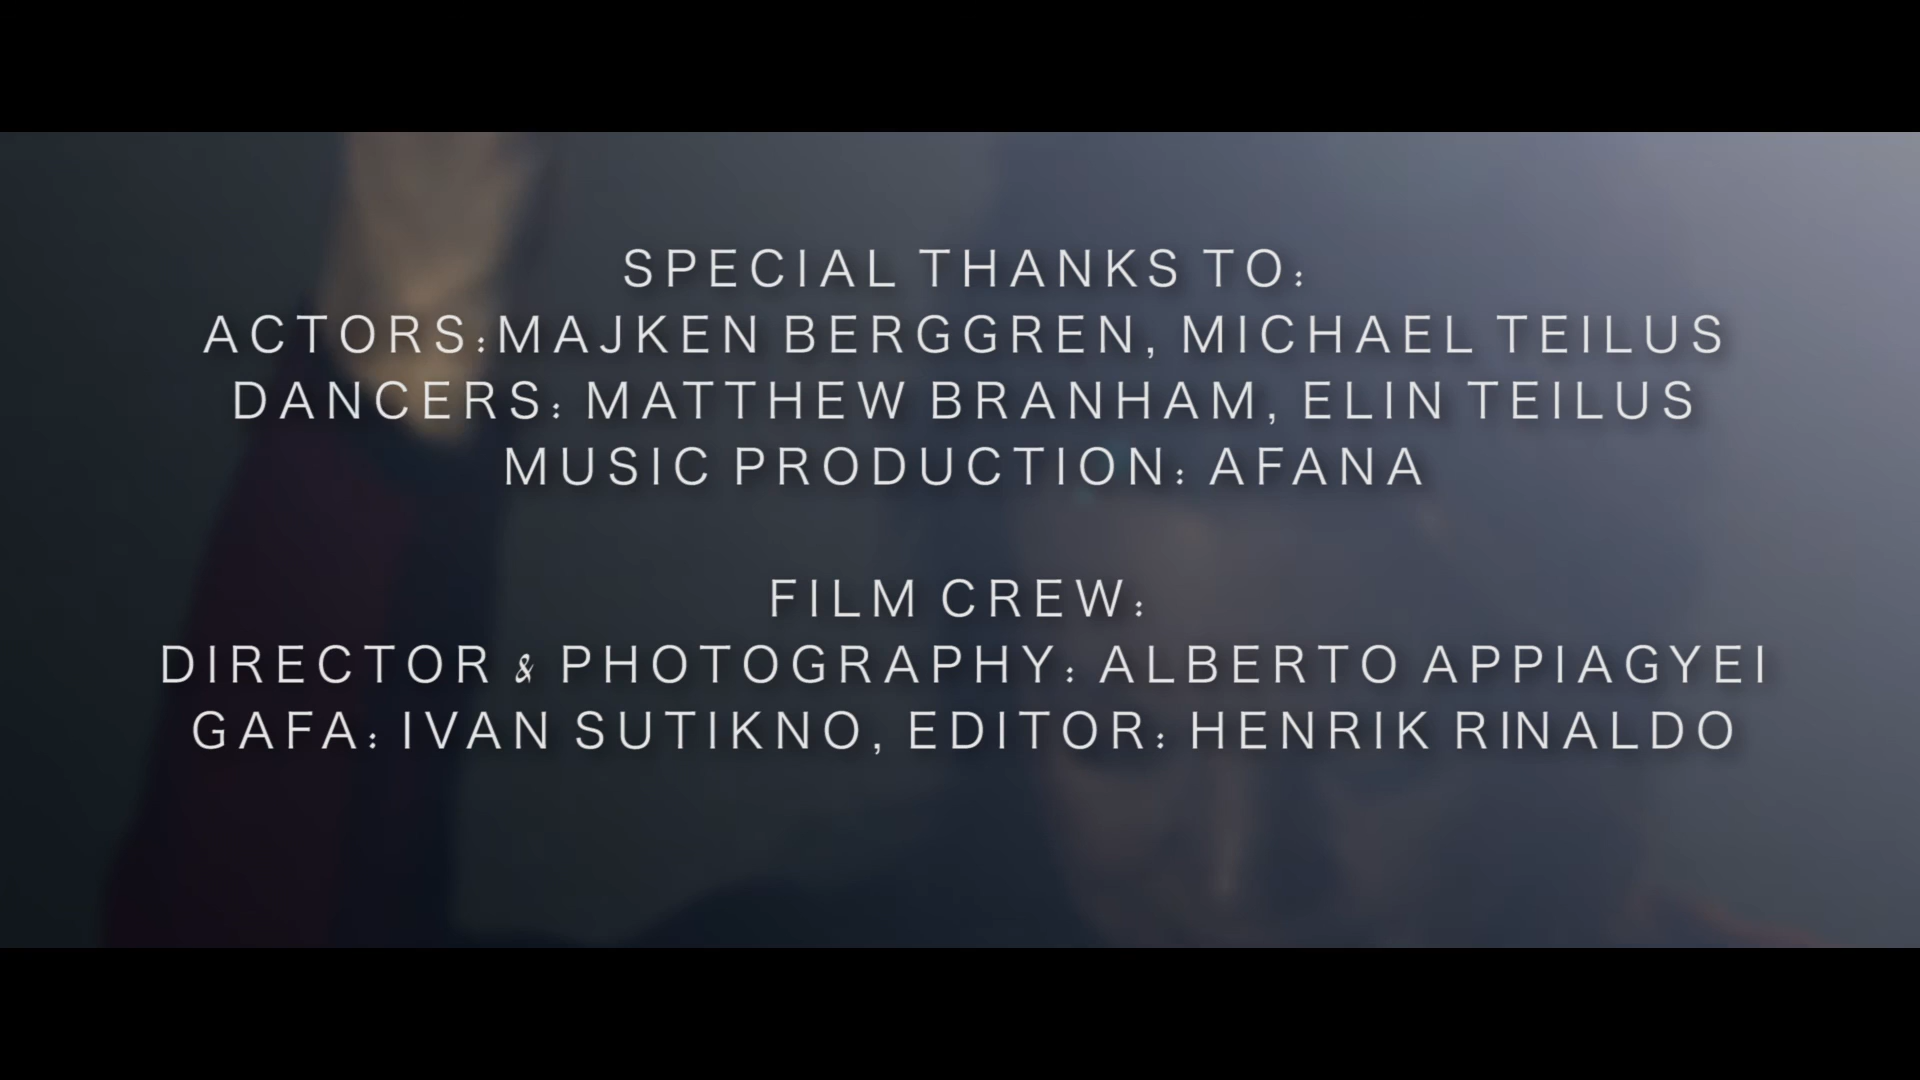 SPECIAL THANKS TO:
ACTORS:MAJKEN BERGGREN, MICHAEL TEILUS
DANCERS: MATTHEW BRANHAM, ELIN TEILUS
MUSIC PRODUCTION: AFANA
FILM CREW:
DIRECTOR & PHOTOGRAPHY: ALBERTO APPIAGYEI
GAFA: IVAN SUTIKNO, EDITOR: HENRIK RINALDO